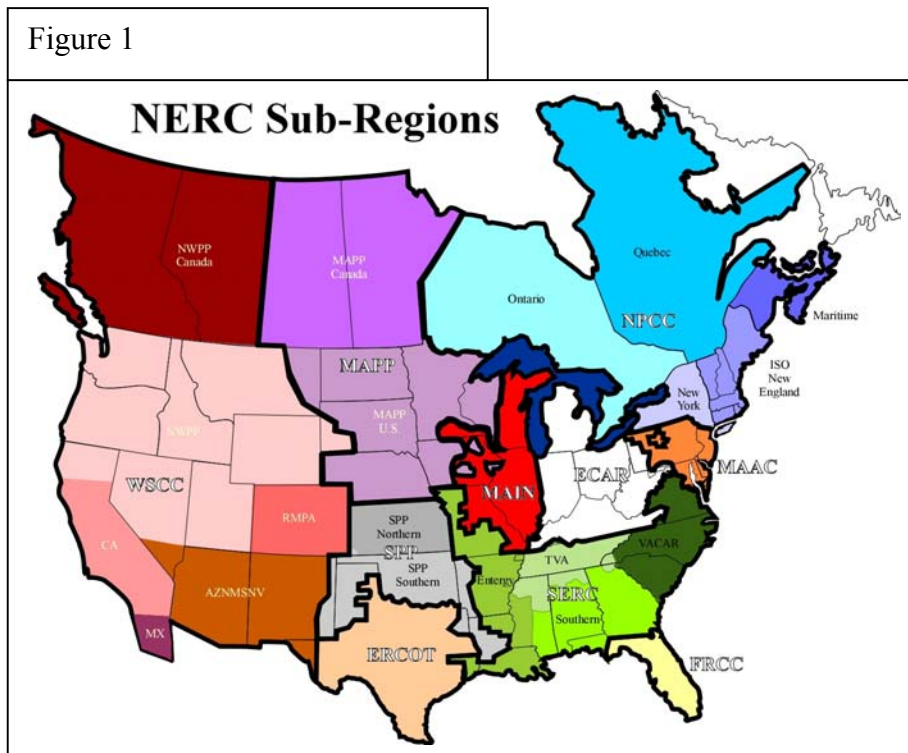 Figure 1
NERC Sub-Regions
NWPP
Canada
MAPP
Canada
Quebec
Ontario
NPCC
Maritime
ISO
New
England
New
York
MAPP
MAPP
U.S.
NWPP
WSCC
ECAR
MAAC
MAIN
RMPA
SPP
Northern
SPP
SPP
Southern
CA
VACAR
TVA
Entergy
SERC
AZNMSNV
Southern
MX
ERCOT
FRCC